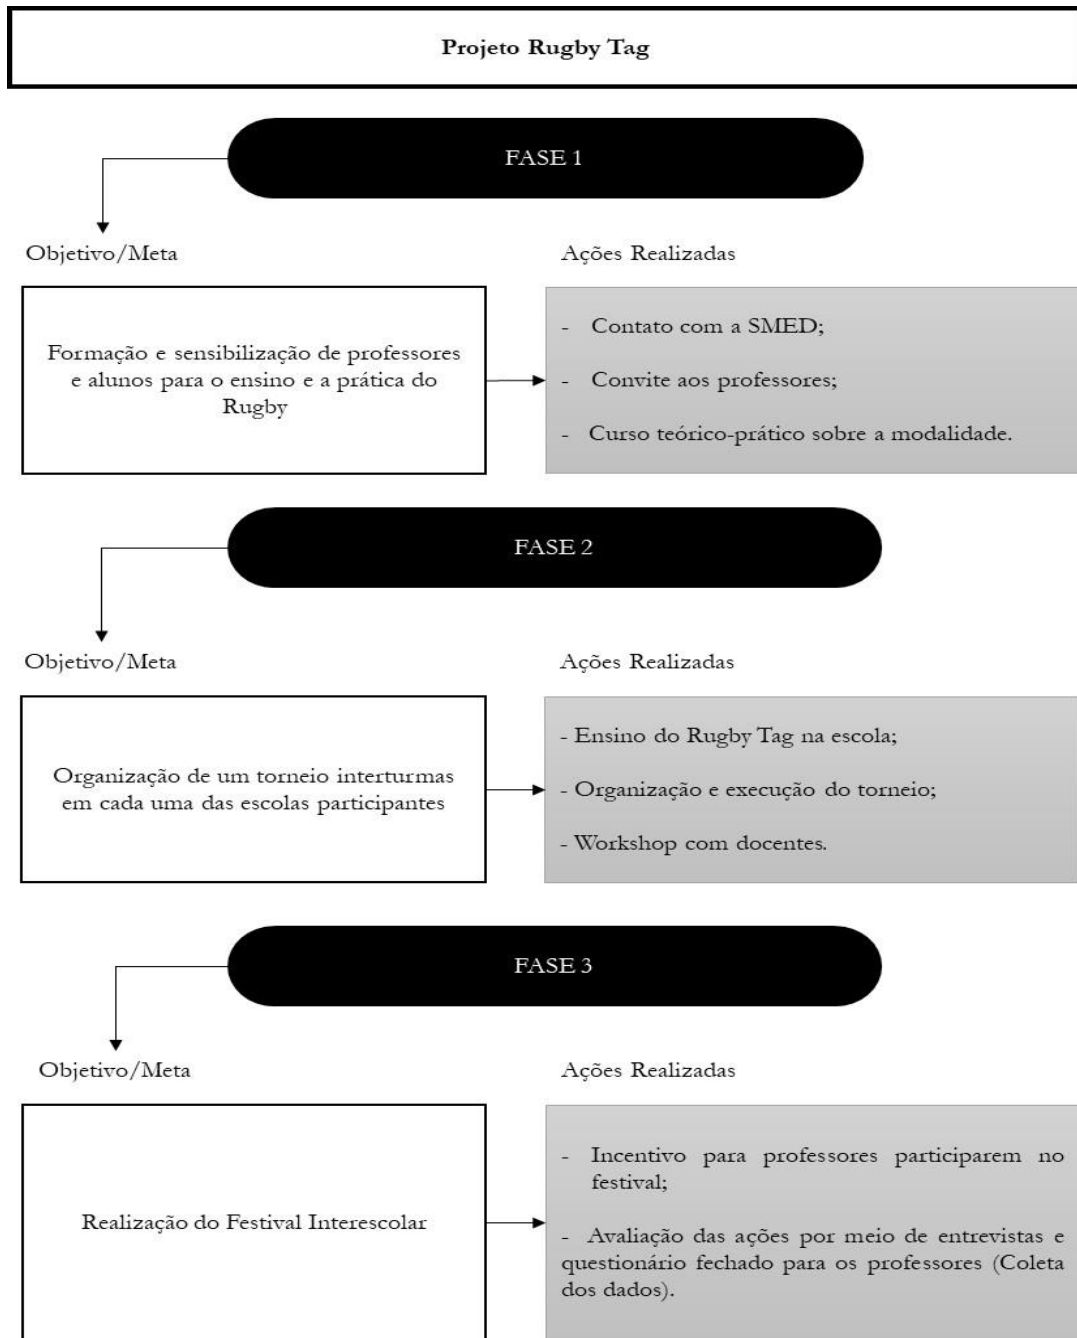 Projeto Rugby Tag
FASE 1
Objetivo/Meta
Ações Realizadas
Formação e sensibilização de professores
e alunos para o ensino e a prática do
Rugby
- Contato com a SMED;
- Convite aos professores;
- Curso teórico-prático sobre a modalidade.
FASE 2
Objetivo/Meta
Ações Realizadas
Organização de um torneio interturmas
em cada uma das escolas participantes
- Ensino do Rugby Tag na escola;
- Organização e execução do torneio;
- Workshop com docentes.
FASE 3
Objetivo/Meta
Ações Realizadas
Realização do Festival Interescolar
- Incentivo para professores participarem no
festival;
- Avaliação das ações por meio de entrevistas e
questionário fechado para os professores (Coleta
dos dados).